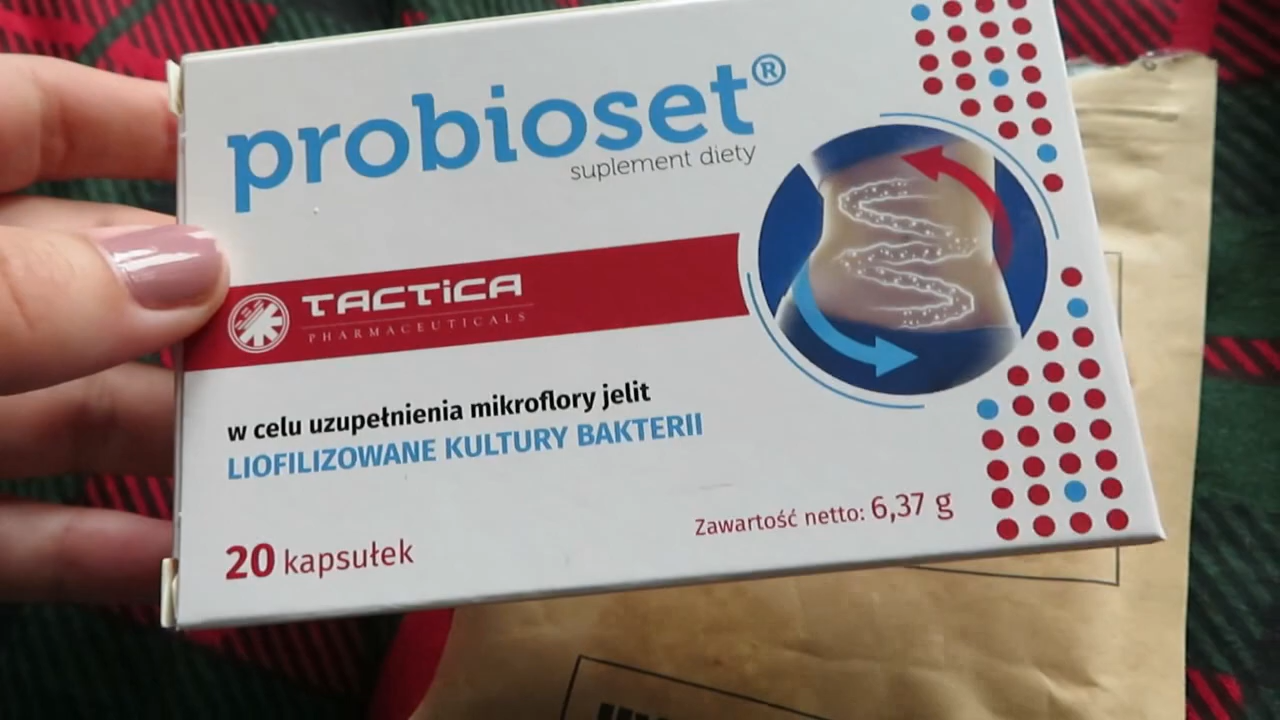 probioset®
suplement diety
TACTiCA
PHARMACEUTICALS
w celu uzupełnienia mikroflory jelit
LIOFILIZOWANE KULTURY BAKTERII
20 kapsułek
Zawartość netto: 6,37 g